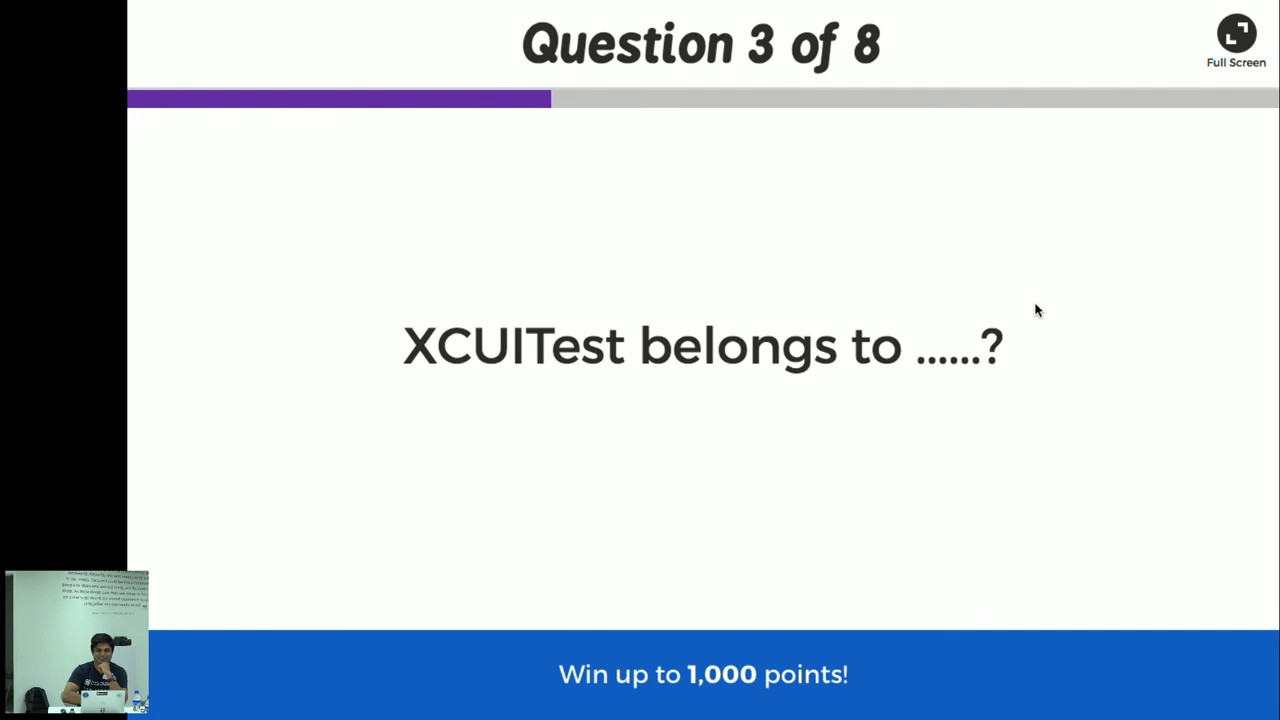 Question 3 of 8
Full Screen
XCUITest belongs to ......?
Win up to 1,000 points!